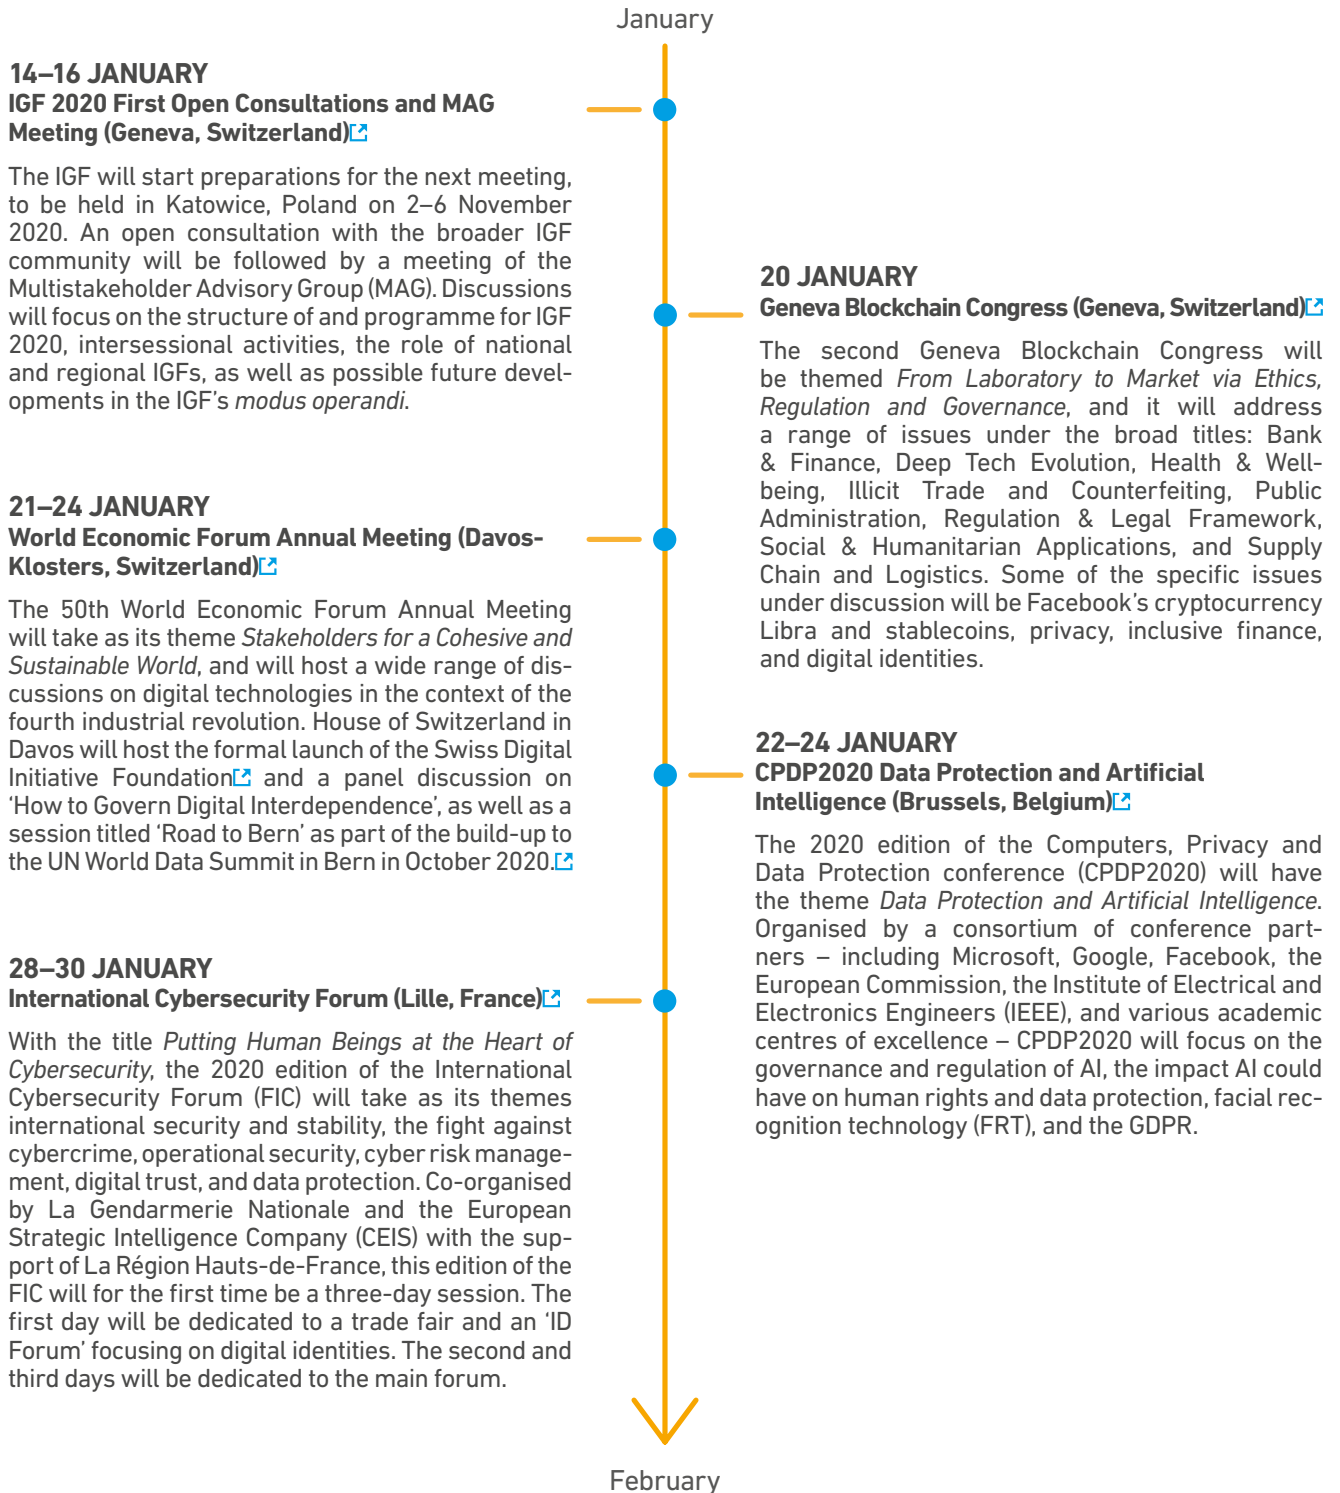 January
14–16 JANUARY
IGF 2020 First Open Consultations and MAG
Meeting (Geneva, Switzerland)
The IGF will start preparations for the next meeting,
to be held in Katowice, Poland on 2–6 November
2020. An open consultation with the broader IGF
community will be followed by a meeting of the
Multistakeholder Advisory Group (MAG). Discussions
will focus on the structure of and programme for IGF
2020, intersessional activities, the role of national
and regional IGFs, as well as possible future devel-
opments in the IGF’s modus operandi.
20 JANUARY
Geneva Blockchain Congress (Geneva, Switzerland)
The second Geneva Blockchain Congress will
be themed From Laboratory to Market via Ethics,
Regulation and Governance, and it will address
a range of issues under the broad titles: Bank
& Finance, Deep Tech Evolution, Health & Well-
being, Illicit Trade and Counterfeiting, Public
Administration, Regulation & Legal Framework,
Social & Humanitarian Applications, and Supply
Chain and Logistics. Some of the specific issues
under discussion will be Facebook’s cryptocurrency
Libra and stablecoins, privacy, inclusive finance,
and digital identities.
21–24 JANUARY
World Economic Forum Annual Meeting (Davos-
Klosters, Switzerland)
The 50th World Economic Forum Annual Meeting
will take as its theme Stakeholders for a Cohesive and
Sustainable World, and will host a wide range of dis-
cussions on digital technologies in the context of the
fourth industrial revolution. House of Switzerland in
Davos will host the formal launch of the Swiss Digital
Initiative Foundation and a panel discussion on
‘How to Govern Digital Interdependence’, as well as a
session titled ‘Road to Bern’ as part of the build-up to
the UN World Data Summit in Bern in October 2020.
22–24 JANUARY
CPDP2020 Data Protection and Artificial
Intelligence (Brussels, Belgium)
The 2020 edition of the Computers, Privacy and
Data Protection conference (CPDP2020) will have
the theme Data Protection and Artificial Intelligence.
Organised by a consortium of conference part-
ners – including Microsoft, Google, Facebook, the
European Commission, the Institute of Electrical and
Electronics Engineers (IEEE), and various academic
centres of excellence – CPDP2020 will focus on the
governance and regulation of AI, the impact AI could
have on human rights and data protection, facial rec-
ognition technology (FRT), and the GDPR.
28–30 JANUARY
International Cybersecurity Forum (Lille, France)
With the title Putting Human Beings at the Heart of
Cybersecurity, the 2020 edition of the International
Cybersecurity Forum (FIC) will take as its themes
international security and stability, the fight against
cybercrime, operational security, cyber risk manage-
ment, digital trust, and data protection. Co-organised
by La Gendarmerie Nationale and the European
Strategic Intelligence Company (CEIS) with the sup-
port of La Région Hauts-de-France, this edition of the
FIC will for the first time be a three-day session. The
first day will be dedicated to a trade fair and an ‘ID
Forum’ focusing on digital identities. The second and
third days will be dedicated to the main forum.
February